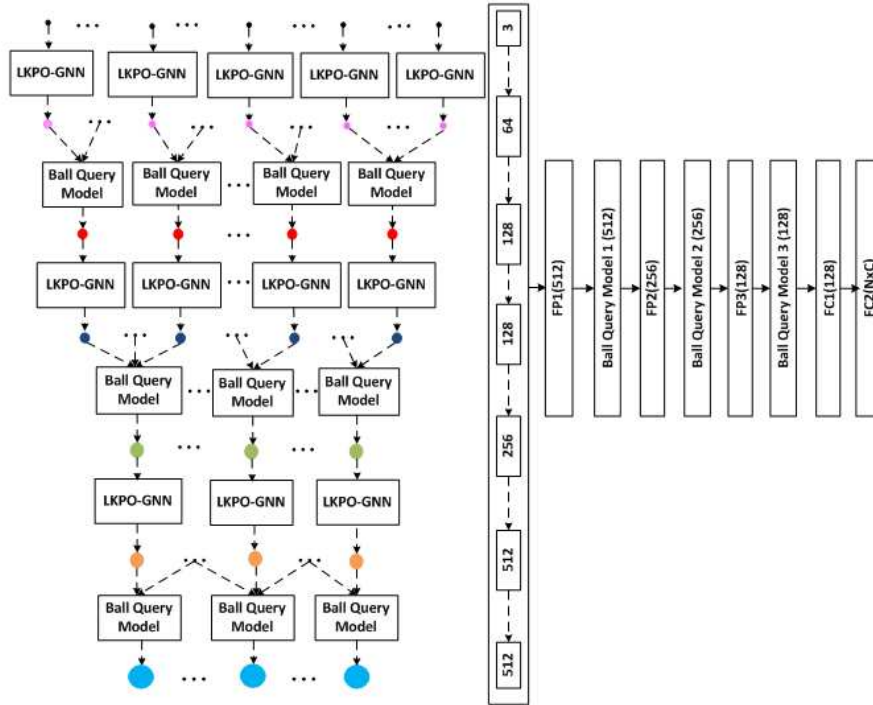 LKPO-GNN LKPO-GNN LKPO-GNN LKPO-GNN LKPO-GNN
Ball Query Model Ball Query Model Ball Query Model Ball Query Model
LKPO-GNN LKPO-GNN LKPO-GNN LKPO-GNN
Ball Query Model Ball Query Model Ball Query Model
LKPO-GNN LKPO-GNN LKPO-GNN
Ball Query Model Ball Query Model Ball Query Model
3
64
128
128
256
512
512
FP1(512)
Ball Query Model 1 (512)
FP2(256)
Ball Query Model 2 (256)
FP3(128)
Ball Query Model 3 (128)
FC1(128)
FC2(NxC)